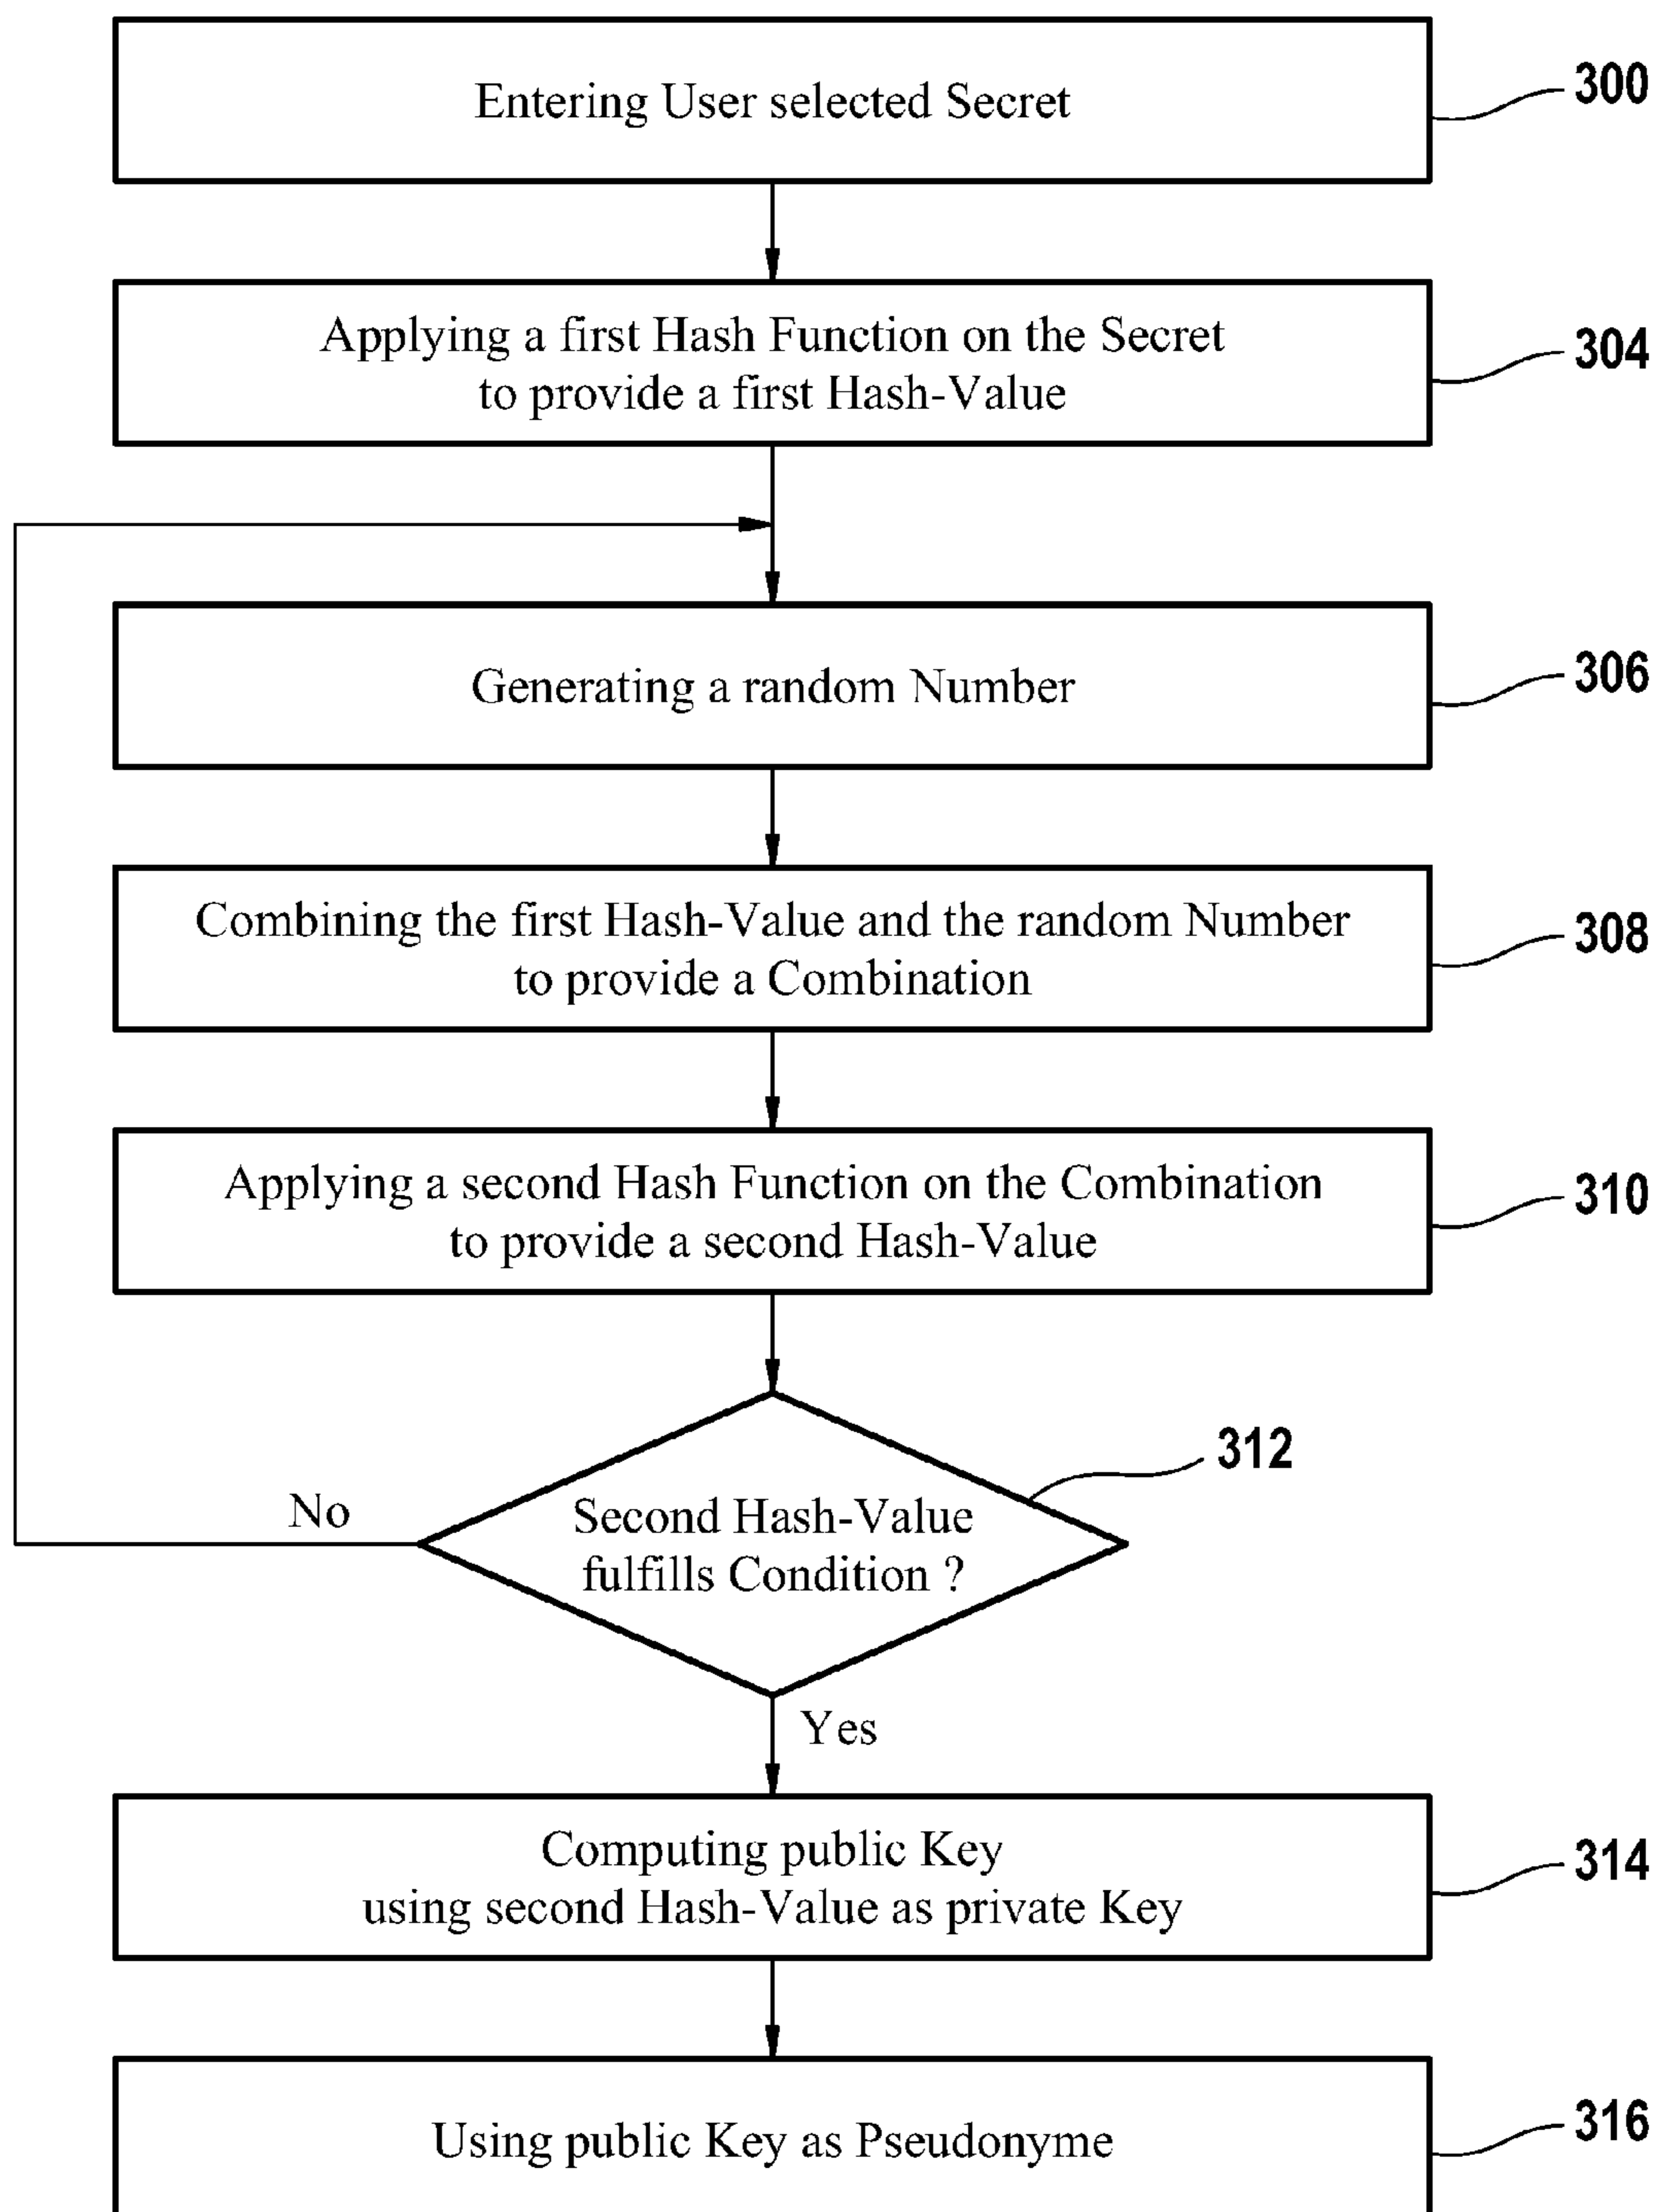 Entering User selected Secret
300
Applying a first Hash Function on the Secret
to provide a first Hash-Value
304
Generating a random Number
306
Combining the first Hash-Value and the random Number
to provide a Combination
308
Applying a second Hash Function on the Combination
to provide a second Hash-Value
310
312
Second Hash-Value
fulfills Condition ?
No
Yes
Computing public Key
using second Hash-Value as private Key
314
Using public Key as Pseudonyme
316